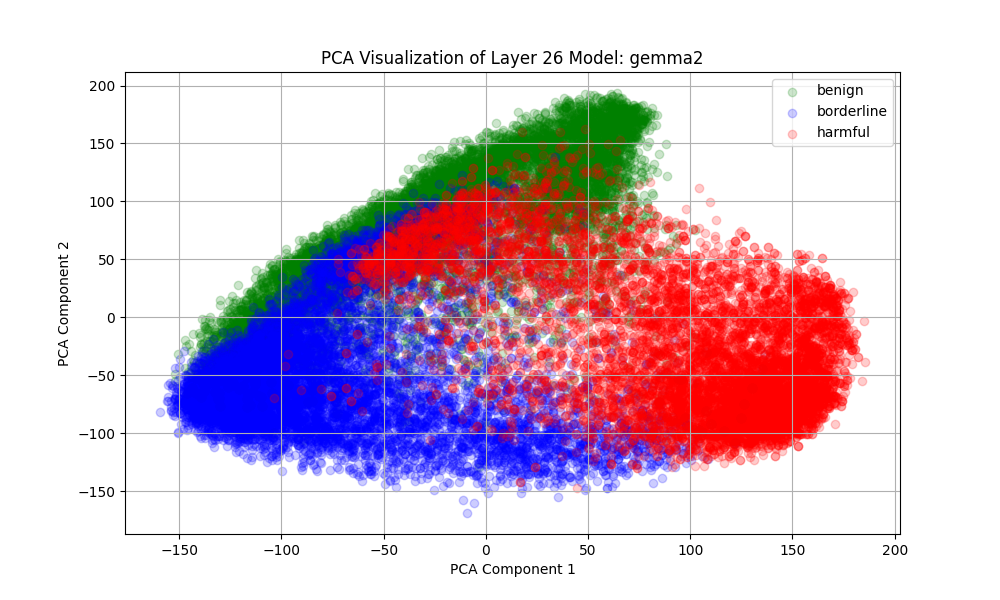 PCA Visualization of Layer 26 Model: gemma2
benign
borderline
harmful
200
150
100
50
0
−50
−100
−150
PCA Component 2
−150
−100
−50
0
50
100
150
200
PCA Component 1